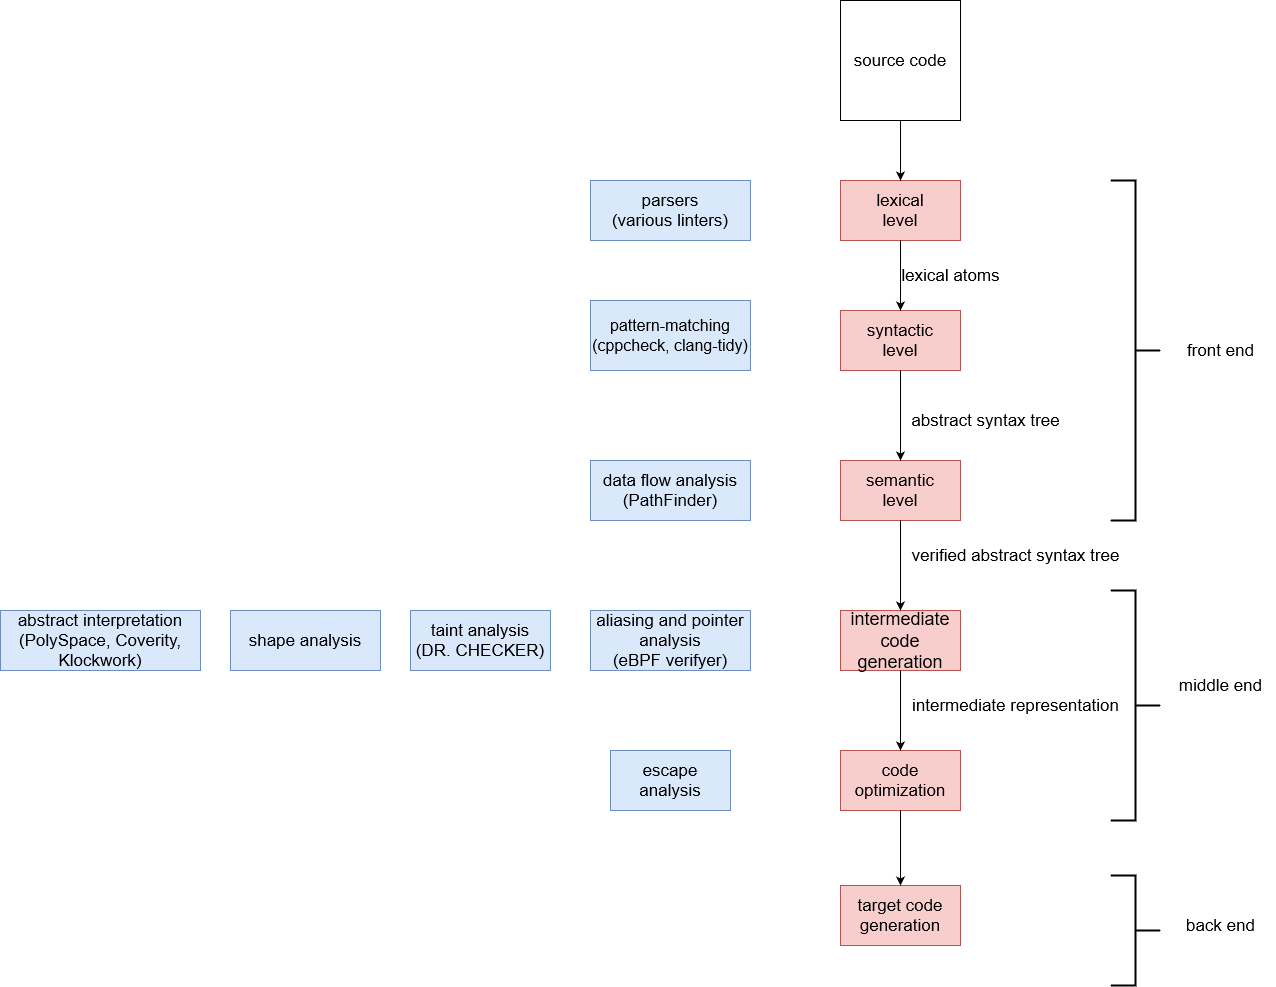 source code
parsers
(various linters)
lexical
level
lexical atoms
pattern-matching
(cppcheck, clang-tidy)
syntactic
level
front end
abstract syntax tree
data flow analysis
(PathFinder)
semantic
level
verified abstract syntax tree
abstract interpretation
(PolySpace, Coverity,
Klockwork)
shape analysis
taint analysis
(DR. CHECKER)
aliasing and pointer
analysis
(eBPF verifyer)
intermediate
code
generation
middle end
intermediate representation
escape
analysis
code
optimization
target code
generation
back end